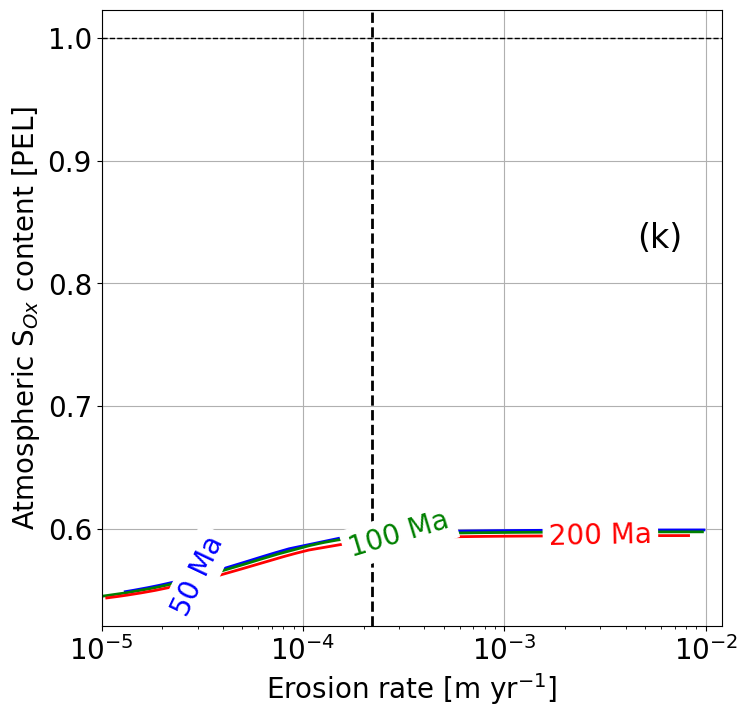 Atmospheric S_{Ox} content [PEL]
1.0
0.9
0.8
0.7
0.6
(k)
50 Ma
100 Ma
200 Ma
10^{-5}
10^{-4}
10^{-3}
10^{-2}
Erosion rate [m yr^{-1}]